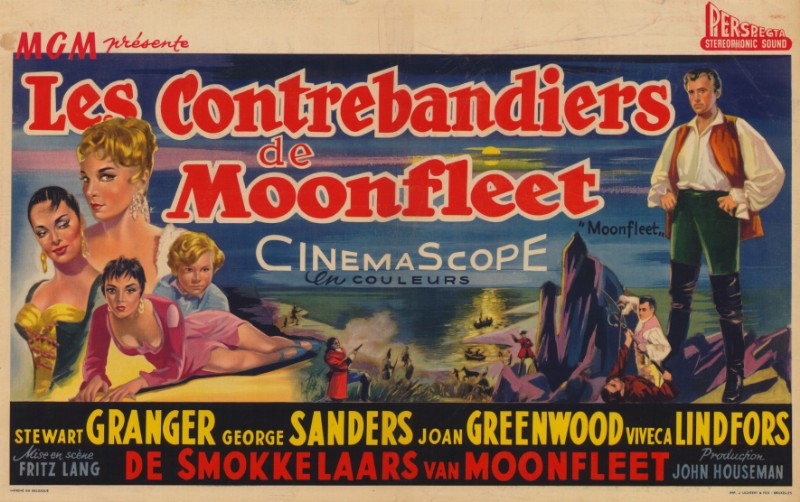 MGM présente
PERSPECTA
STEREOPHONIC SOUND
Les Contrebandiers
de
Moonfleet
"Moonfleet"
CINEMASCOPE
en COULEURS
STEWART GRANGER GEORGE SANDERS JOAN GREENWOOD VIVECA LINDFORS
Mise en scène
FRITZ LANG
DE SMOKKELAARS VAN MOONFLEET
Production
JOHN HOUSEMAN